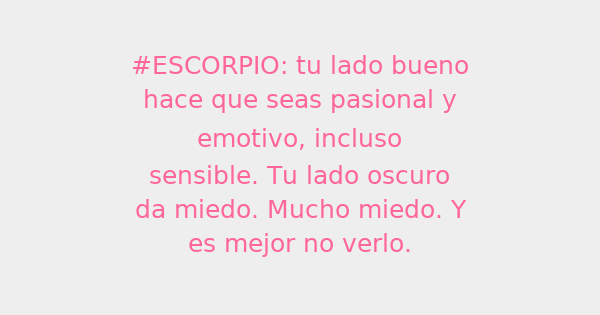 #ESCORPIO: tu lado bueno
hace que seas pasional y
emotivo, incluso
sensible. Tu lado oscuro
da miedo. Mucho miedo. Y
es mejor no verlo.